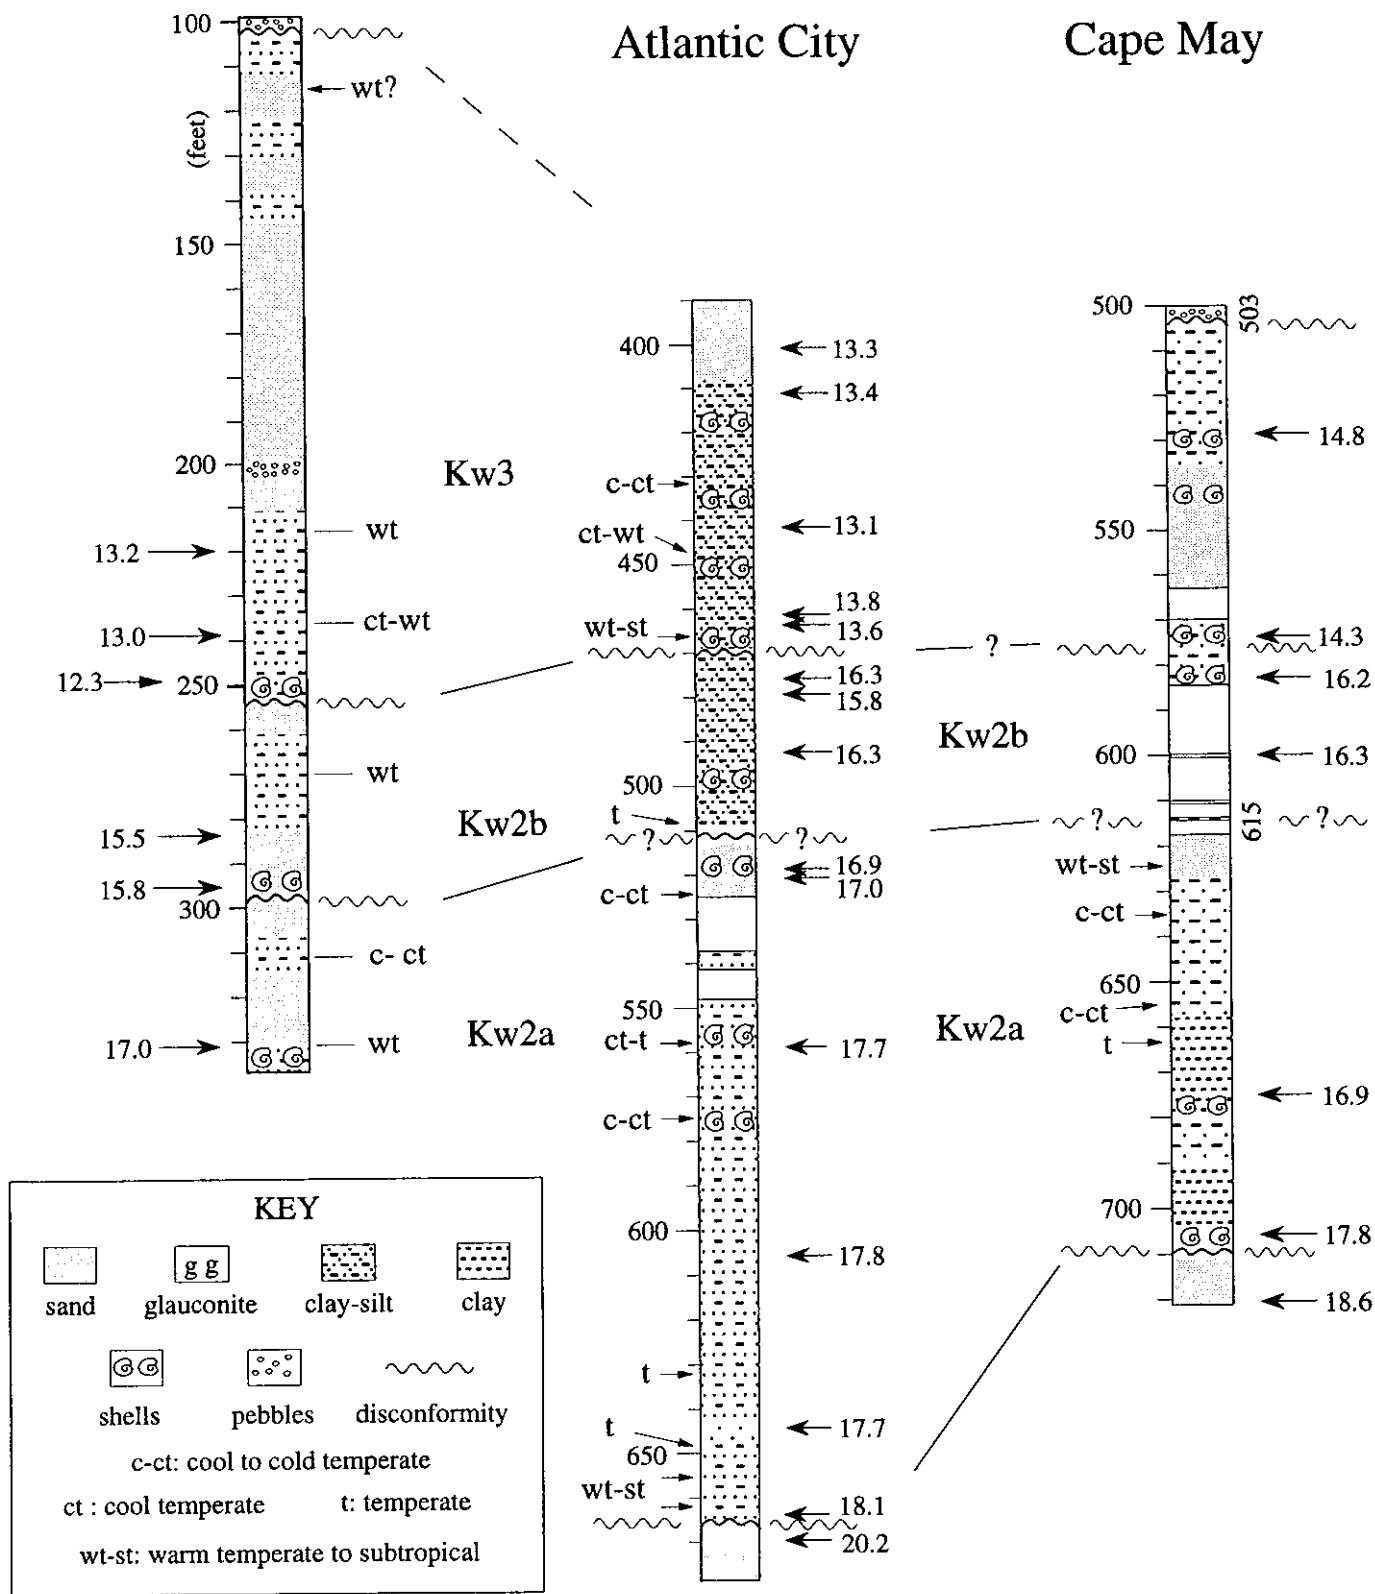 Atlantic City
Cape May
100
wt?
(feet)
150
200
wt
13.2
ct-wt
13.0
12.3
250
wt
15.5
15.8
300
c- ct
17.0
wt
Kw3
Kw2b
Kw2a
400
13.3
13.4
c-ct
13.1
ct-wt
450
13.8
13.6
wt-st
16.3
15.8
16.3
500
t
?
?
16.9
17.0
c-ct
550
ct-t
17.7
c-ct
600
17.8
t
17.7
t
650
wt-st
18.1
20.2
?
Kw2b
Kw2a
500
503
14.8
550
14.3
16.2
600
16.3
?
615
?
wt-st
c-ct
650
c-ct
t
16.9
700
17.8
18.6
KEY
g g
sand glauconite clay-silt clay
shells pebbles disconformity
c-ct: cool to cold temperate
ct : cool temperate t: temperate
wt-st: warm temperate to subtropical